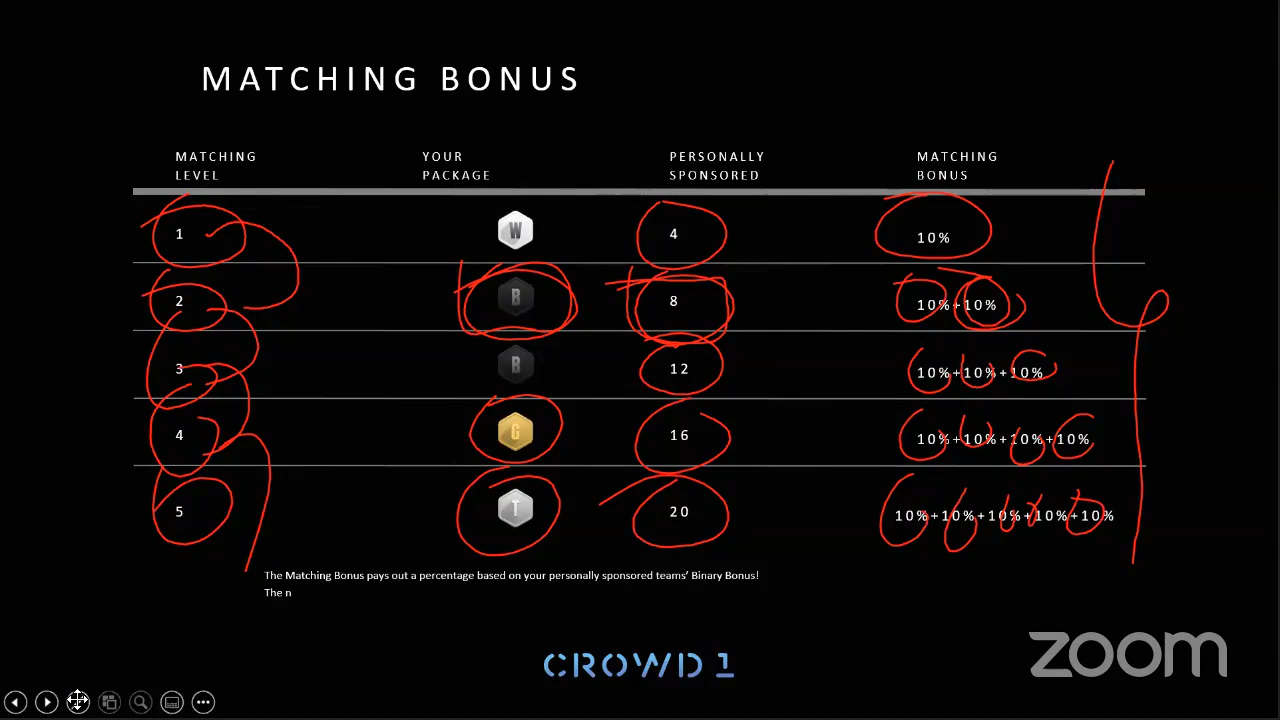 MATCHING BONUS
MATCHING LEVEL YOUR PACKAGE PERSONALLY SPONSORED MATCHING BONUS
1 W 4 10%
2 B 8 10%+10%
3 B 12 10%+10%+10%
4 G 16 10%+10%+10%+10%
5 T 20 10%+10%+10%+10%+10%
The Matching Bonus pays out a percentage based on your personally sponsored teams’ Binary Bonus!
The n
CROWD 1
zoom